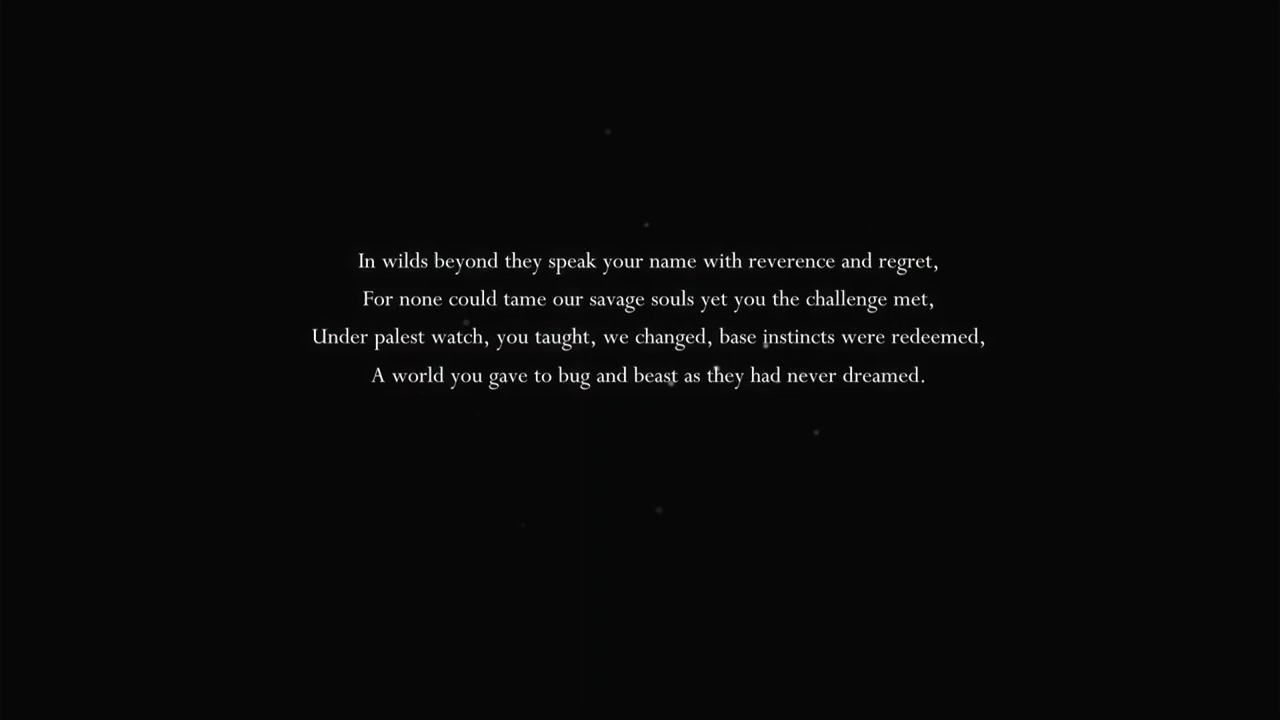 In wilds beyond they speak your name with reverence and regret,
For none could tame our savage souls yet you the challenge met,
Under palest watch, you taught, we changed, base instincts were redeemed,
A world you gave to bug and beast as they had never dreamed.